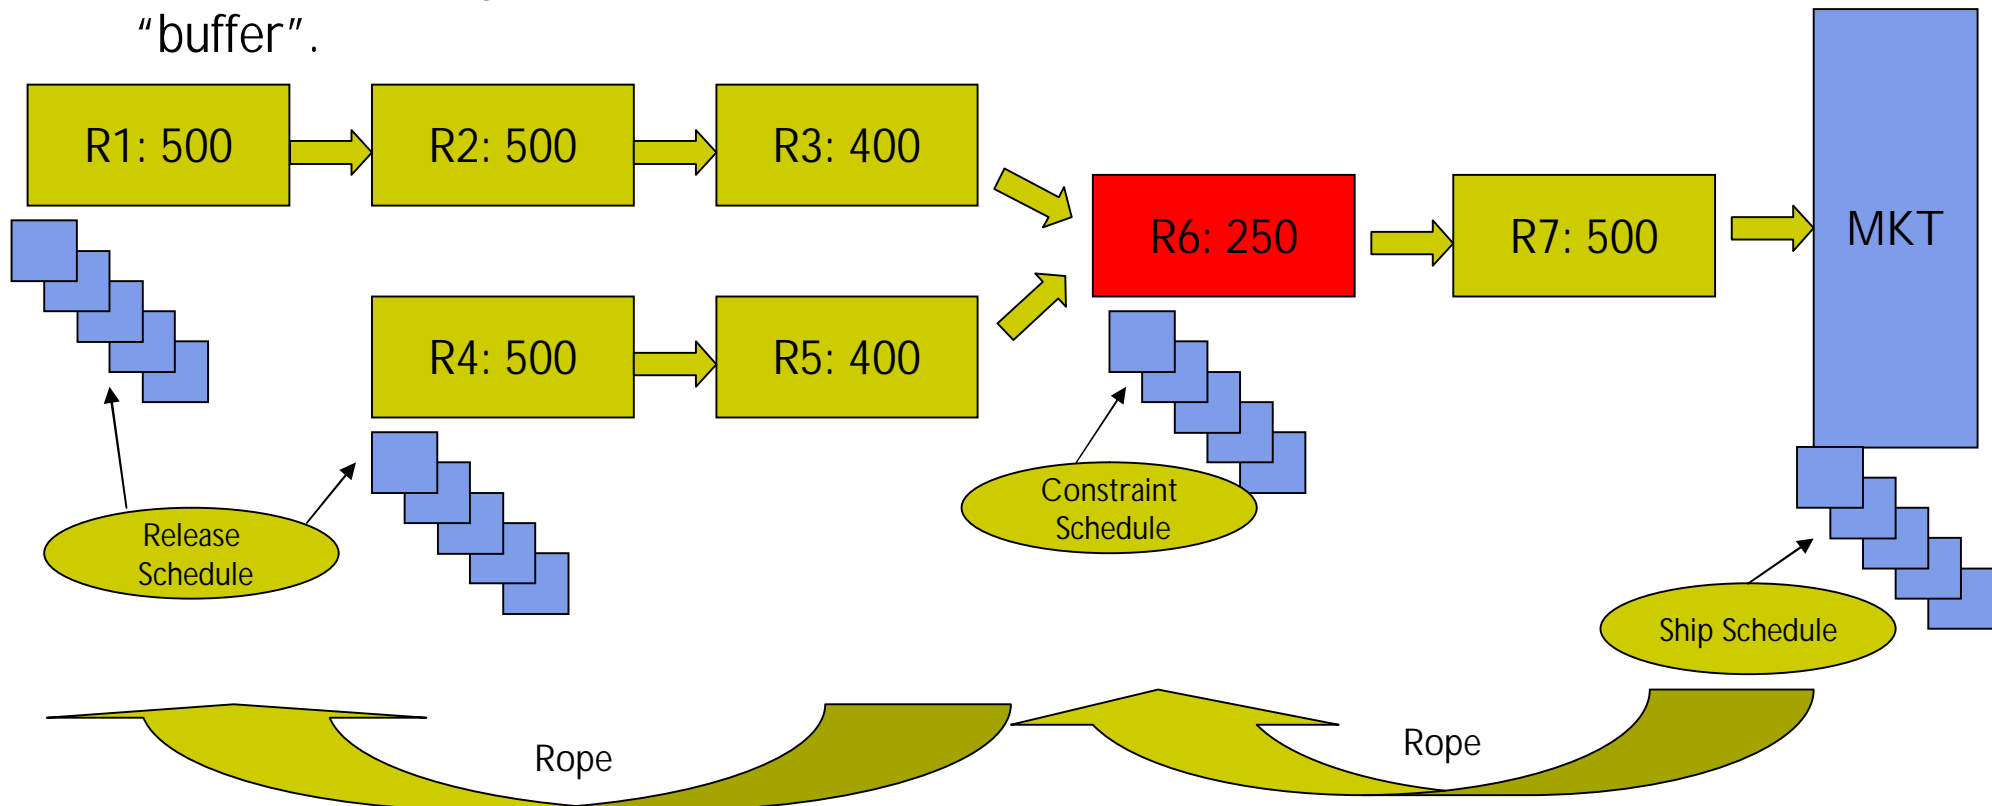 “buffer”.
R1: 500
R2: 500
R3: 400
R6: 250
R7: 500
MKT
R4: 500
R5: 400
Release
Schedule
Constraint
Schedule
Ship Schedule
Rope
Rope